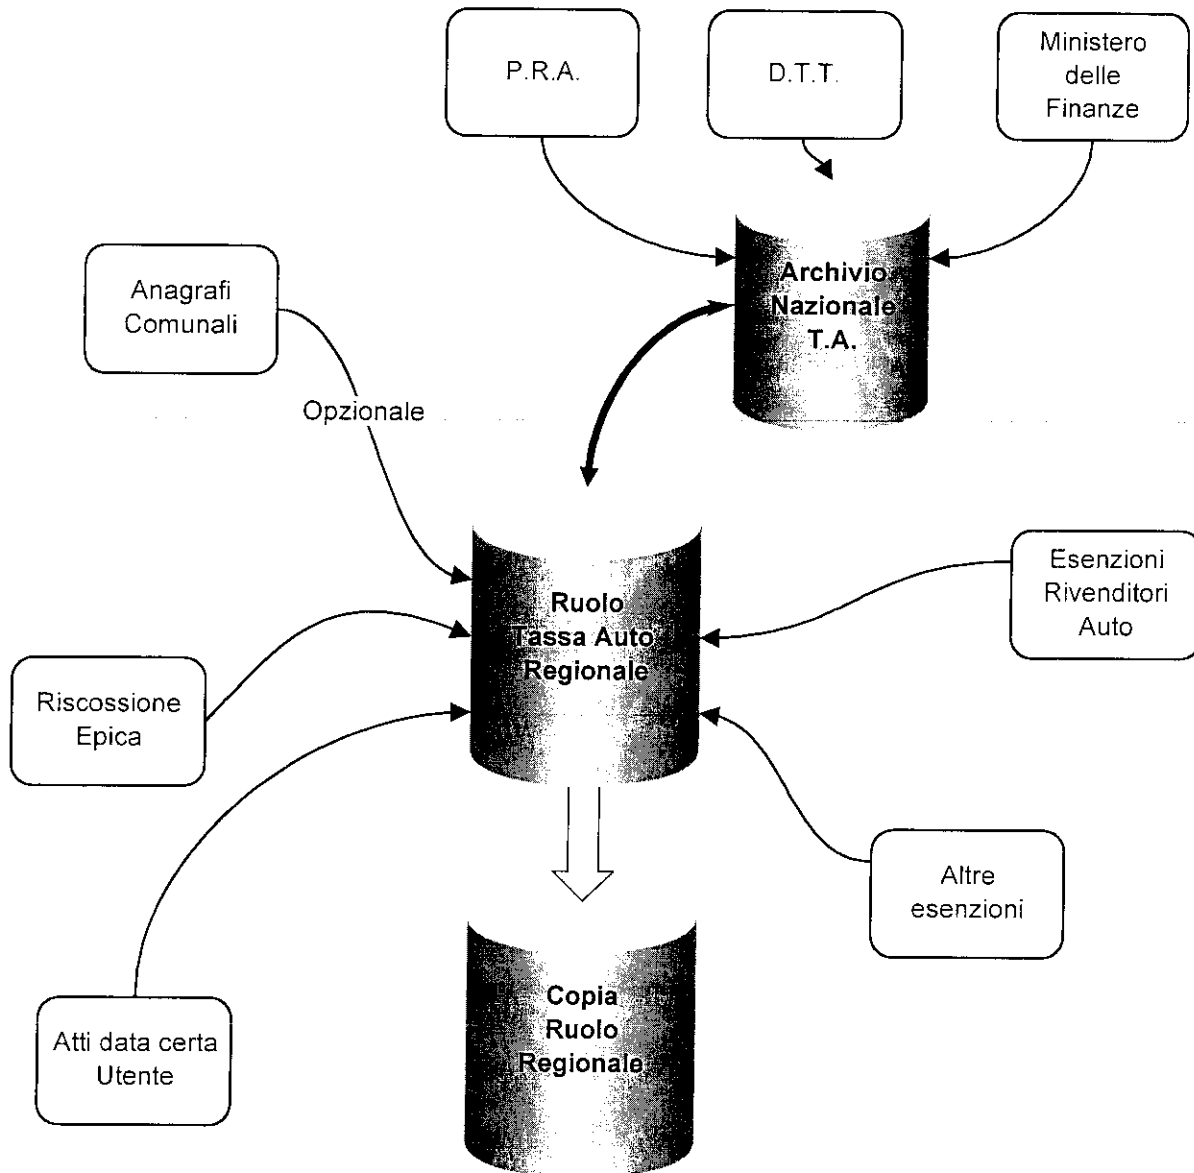 P.R.A.
D.T.T.
Ministero
delle
Finanze
Archivio
Nazionale
T.A.
Anagrafi
Comunali
Opzionale
Ruolo
Tassa Auto
Regionale
Esenzioni
Rivenditori
Auto
Riscossione
Epica
Altre
esenzioni
Atti data certa
Utente
Copia
Ruolo
Regionale